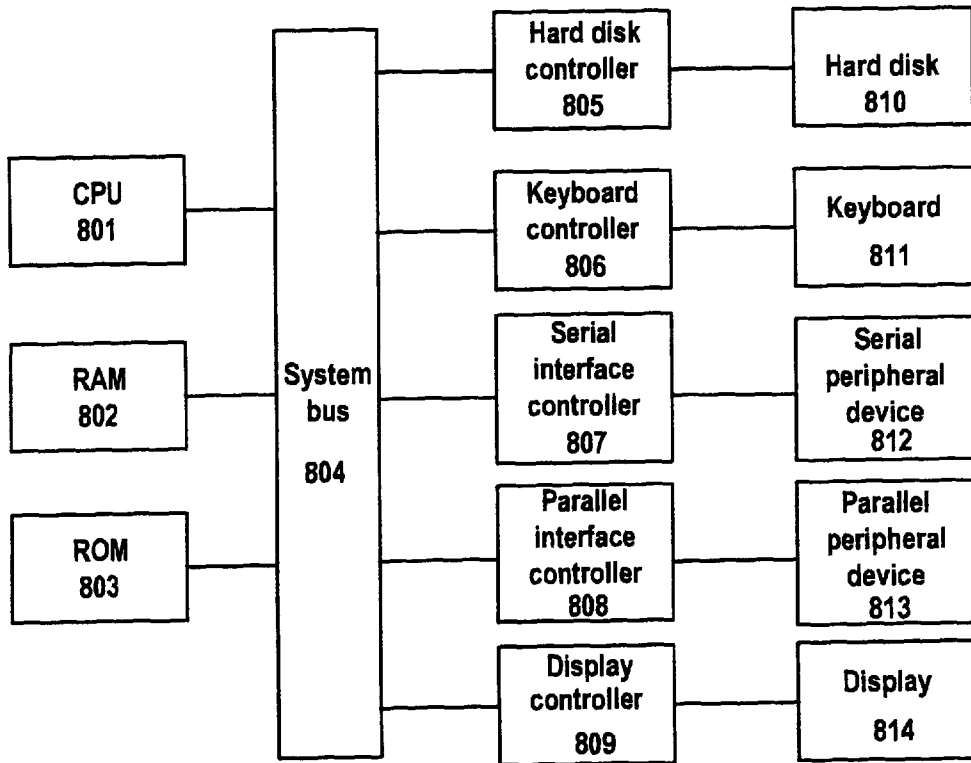 CPU
801
RAM
802
ROM
803
System
bus
804
Hard disk
controller
805
Hard disk
810
Keyboard
controller
806
Keyboard
811
Serial
interface
controller
807
Serial
peripheral
device
812
Parallel
interface
controller
808
Parallel
peripheral
device
813
Display
controller
809
Display
814